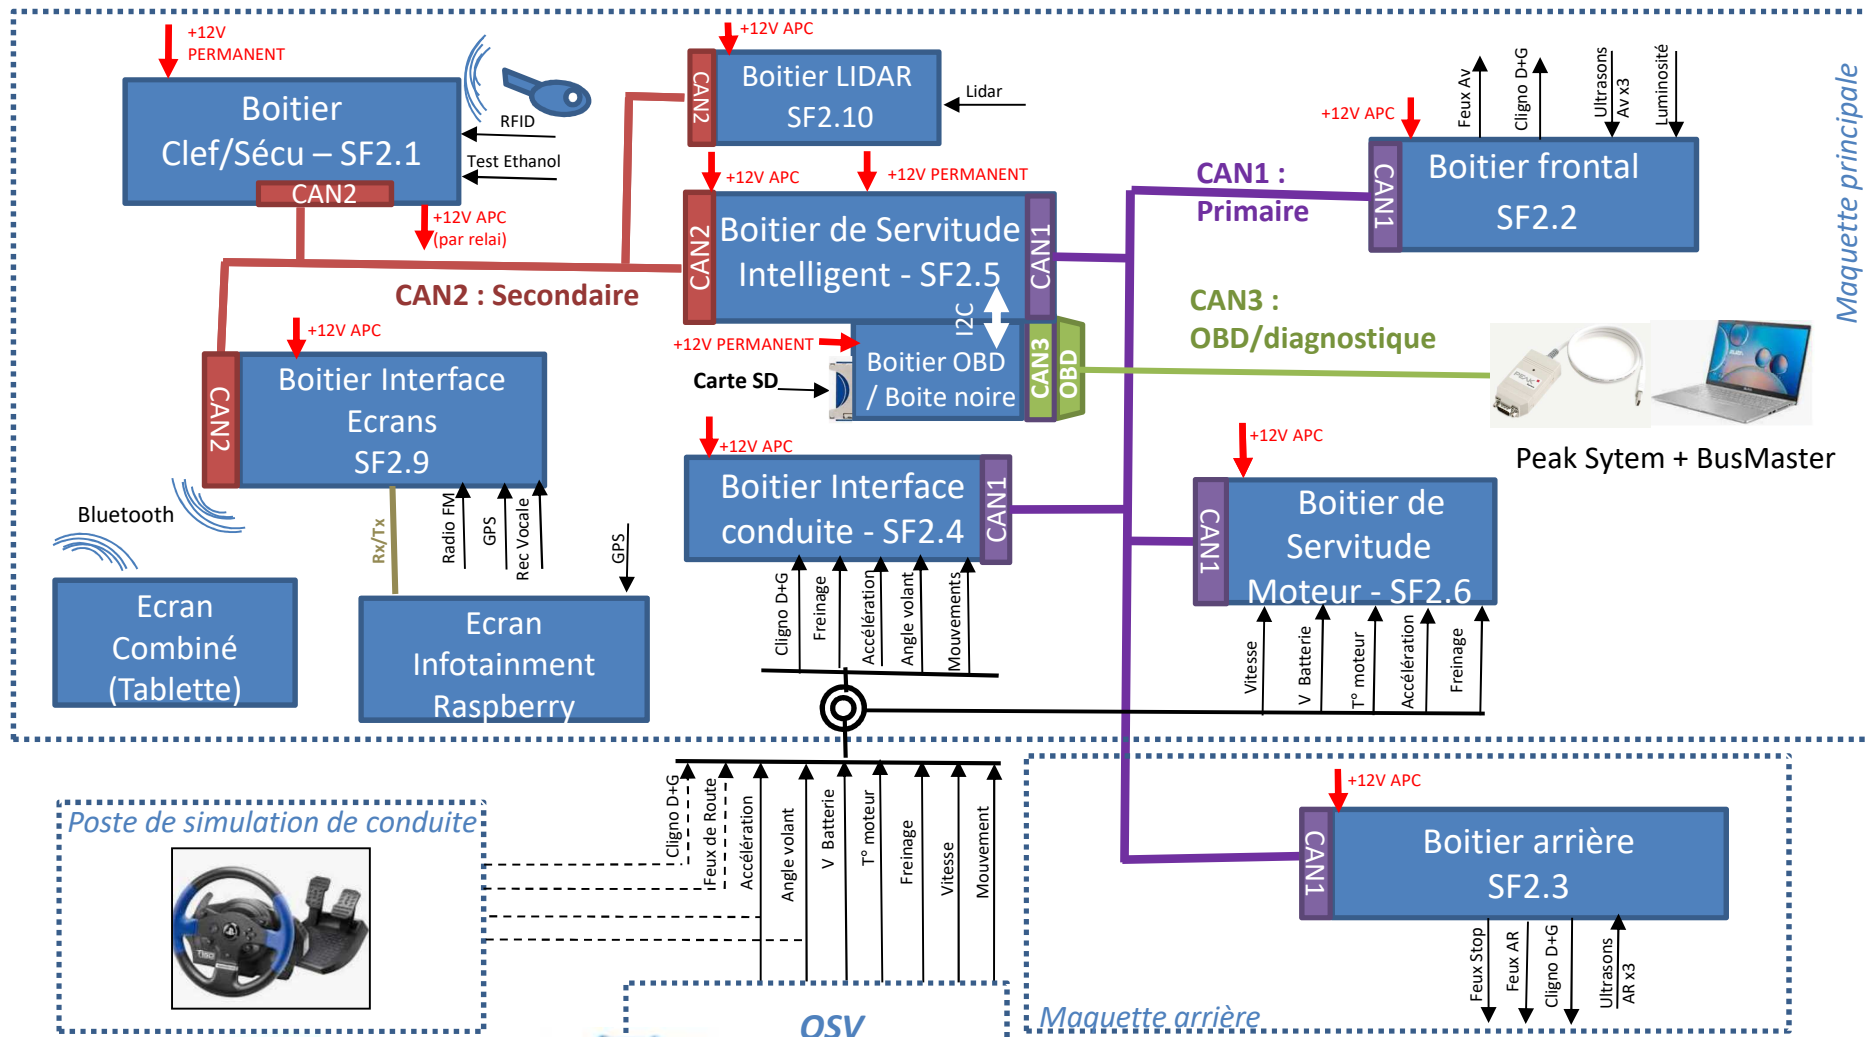 +12V
PERMANENT
Boitier
Clef/Sécu – SF2.1
CAN2
RFID
Test Ethanol
+12V APC
(par relai)
+12V APC
CAN2
Boitier LIDAR
SF2.10
Lidar
+12V APC
+12V PERMANENT
CAN2
Boitier de Servitude
Intelligent - SF2.5
CAN1
I2C
CAN2 : Secondaire
CAN1 :
Primaire
+12V APC
Feux Av
Cligno D+G
Ultrasons
Av x3
Luminosité
CAN1
Boitier frontal
SF2.2
Maquette principale
CAN3 :
OBD/diagnostique
+12V PERMANENT
Boitier OBD
/ Boite noire
CAN3
OBD
Carte SD
PEAK
Peak Sytem + BusMaster
+12V APC
CAN2
Boitier Interface
Ecrans
SF2.9
Bluetooth
Rx/Tx
Radio FM
GPS
Rec Vocale
GPS
Ecran
Combiné
(Tablette)
Ecran
Infotainment
Raspberry
+12V APC
Boitier Interface
conduite - SF2.4
CAN1
Cligno D+G
Freinage
Accélération
Angle volant
Mouvements
+12V APC
CAN1
Boitier de
Servitude
Moteur - SF2.6
Vitesse
V Batterie
T° moteur
Accélération
Freinage
Cligno D+G
Feux de Route
Accélération
Angle volant
V Batterie
T° moteur
Freinage
Vitesse
Mouvement
Poste de simulation de conduite
T150
OSV
+12V APC
CAN1
Boitier arrière
SF2.3
Feux Stop
Feux AR
Cligno D+G
Ultrasons
AR x3
Maquette arrière